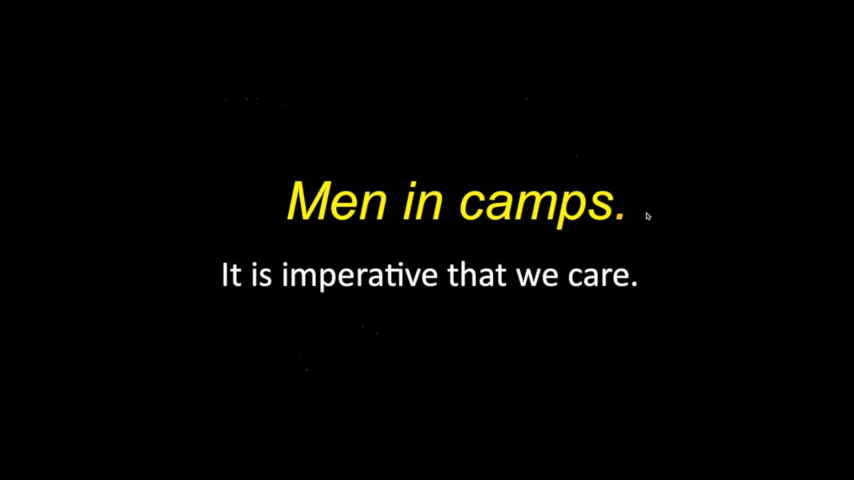 Men in camps.
It is imperative that we care.